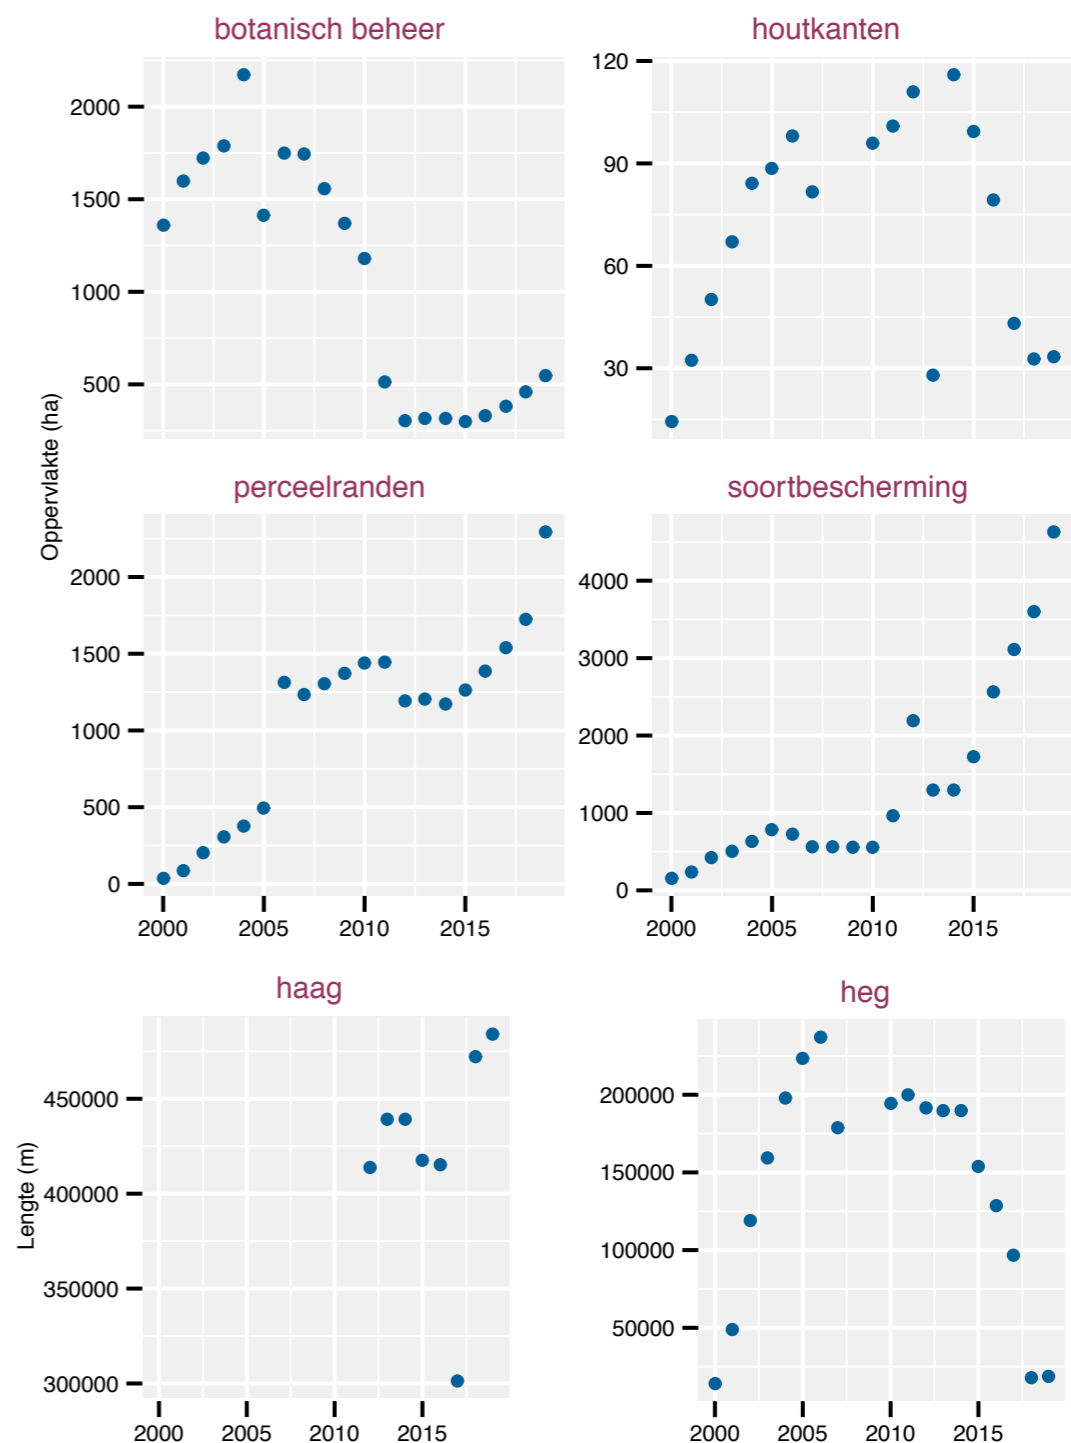 botanisch beheer
houtkanten
2000
1500
1000
500
120
90
60
30
Oppervlakte (ha)
perceelranden
soortbescherming
2000
1500
1000
500
0
4000
3000
2000
1000
0
2000 2005 2010 2015
2000 2005 2010 2015
haag
heg
Lengte (m)
450000
400000
350000
300000
200000
150000
100000
50000
2000 2005 2010 2015
2000 2005 2010 2015